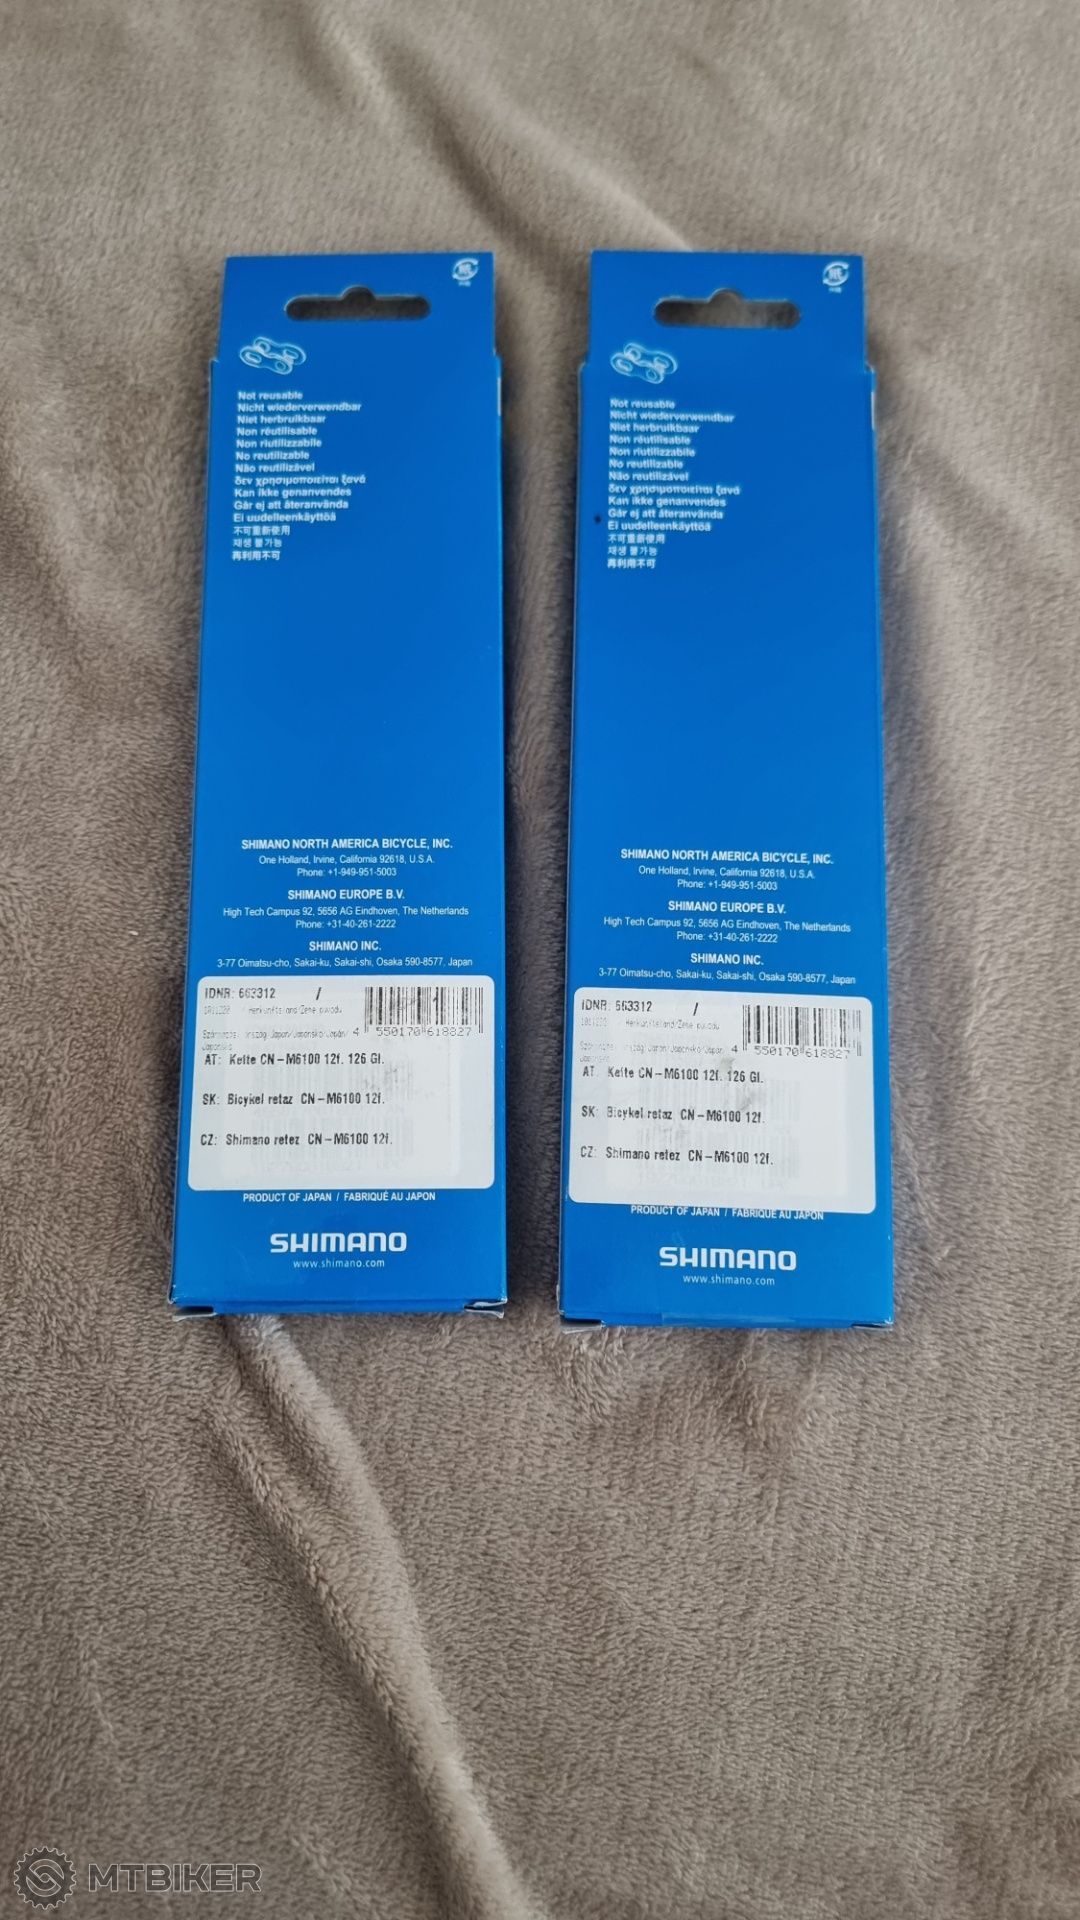 Not reusable
Nicht wiederverwendbar
Niet herbruikbaar
Non réutilisable
Non riutilizzabile
No reutilizable
Não reutilizável
δεν χρησιμοποιείται ξανά
Kan ikke genanvendes
Går ej att återanvända
Ei uudelleenkäyttöä
不可重新使用
재생 불가능
再利用不可
SHIMANO NORTH AMERICA BICYCLE, INC.
One Holland, Irvine, California 92618, U.S.A.
Phone: +1-949-951-5003
SHIMANO EUROPE B.V.
High Tech Campus 92, 5656 AG Eindhoven, The Netherlands
Phone: +31-40-261-2222
SHIMANO INC.
3-77 Oimatsu-cho, Sakai-ku, Sakai-shi, Osaka 590-8577, Japan
IDNR: 663312 /
Herkunftsland/Země původu
Japan/Japonsko/Japán/
4 550170 618827
AT: Kette CN-M6100 12f. 126 Gl.
SK: Bicykel retaz CN-M6100 12f.
CZ: Shimano retez CN-M6100 12f.
PRODUCT OF JAPAN / FABRIQUÉ AU JAPON
SHIMANO
www.shimano.com
Not reusable
Nicht wiederverwendbar
Niet herbruikbaar
Non réutilisable
Non riutilizzabile
No reutilizable
Não reutilizável
δεν χρησιμοποιείται ξανά
Kan ikke genanvendes
Går ej att återanvända
Ei uudelleenkäyttöä
不可重新使用
재생 불가능
再利用不可
SHIMANO NORTH AMERICA BICYCLE, INC.
One Holland, Irvine, California 92618, U.S.A.
Phone: +1-949-951-5003
SHIMANO EUROPE B.V.
High Tech Campus 92, 5656 AG Eindhoven, The Netherlands
Phone: +31-40-261-2222
SHIMANO INC.
3-77 Oimatsu-cho, Sakai-ku, Sakai-shi, Osaka 590-8577, Japan
IDNR: 663312 /
Herkunftsland/Země původu
Japan/Japonsko/Japán/
4 550170 618827
AT: Kette CN-M6100 12f. 126 Gl.
SK: Bicykel retaz CN-M6100 12f.
CZ: Shimano retez CN-M6100 12f.
PRODUCT OF JAPAN / FABRIQUÉ AU JAPON
SHIMANO
www.shimano.com
MTBIKER